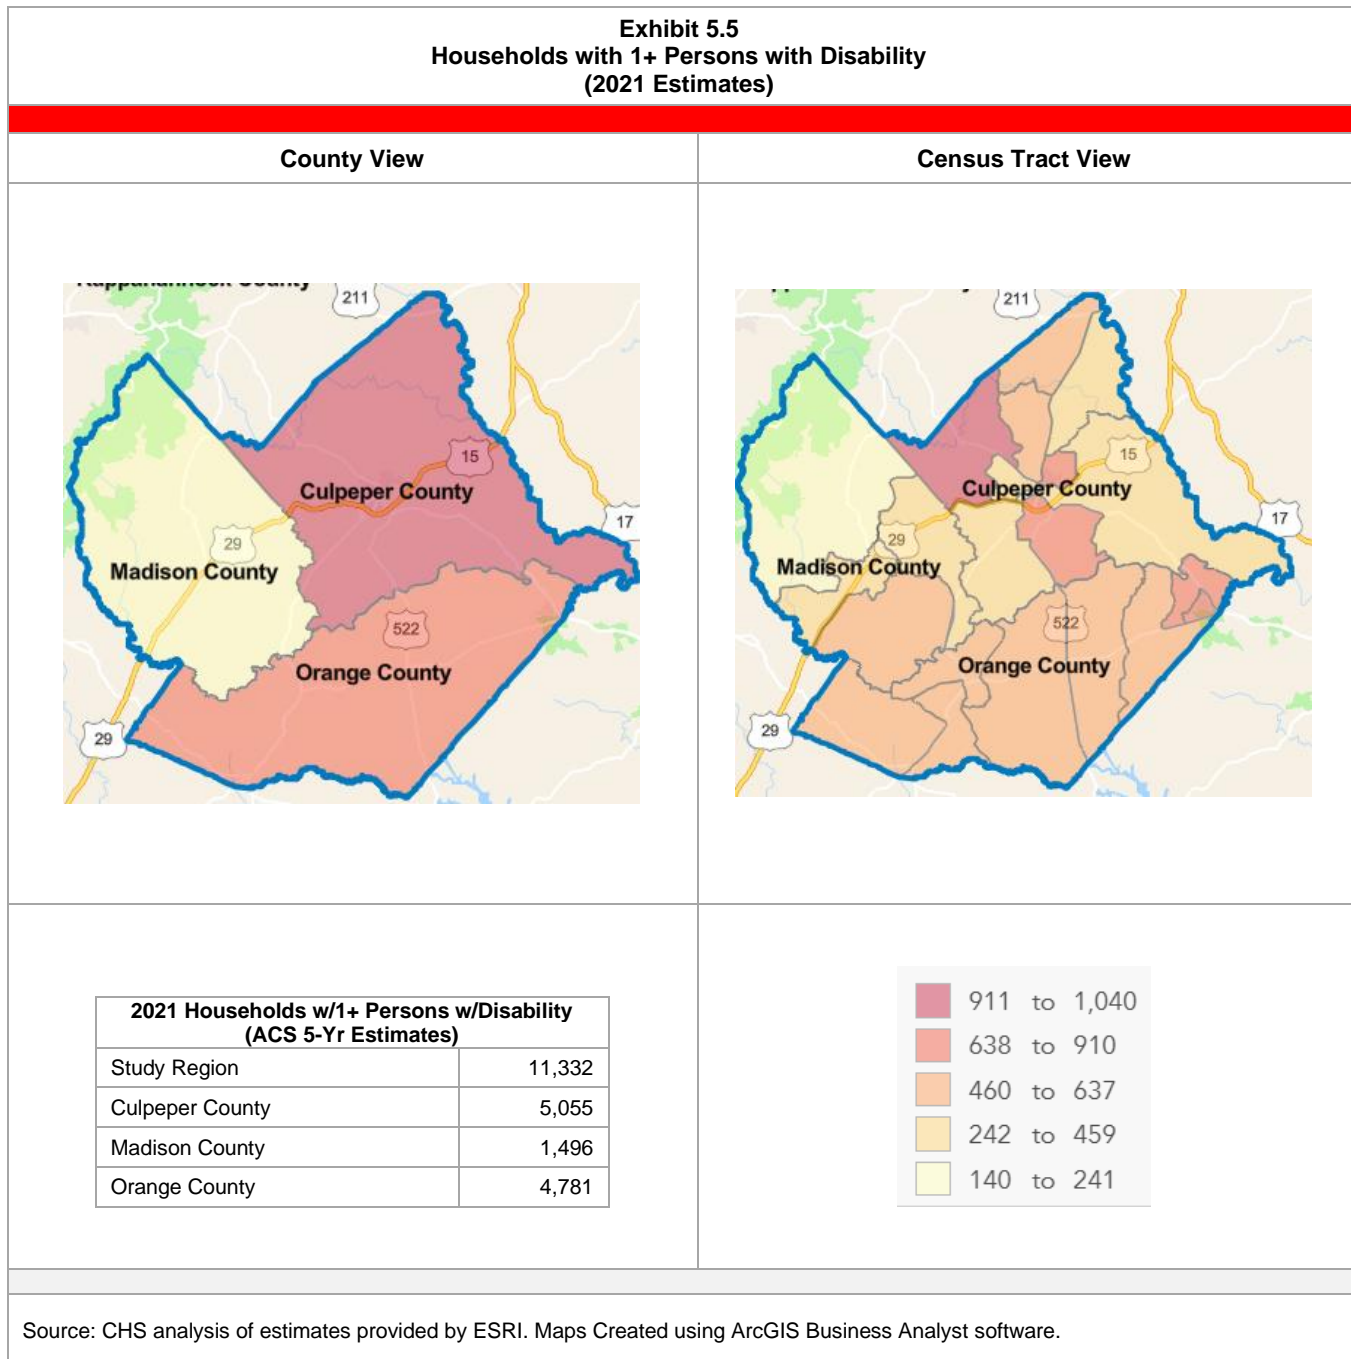 Exhibit 5.5
Households with 1+ Persons with Disability
(2021 Estimates)
County View
Census Tract View
211
15
Culpeper County
17
29
Madison County
522
Orange County
29
211
15
Culpeper County
17
29
Madison County
522
Orange County
29
2021 Households w/1+ Persons w/Disability
(ACS 5-Yr Estimates)
Study Region 11,332
Culpeper County 5,055
Madison County 1,496
Orange County 4,781
911 to 1,040
638 to 910
460 to 637
242 to 459
140 to 241
Source: CHS analysis of estimates provided by ESRI. Maps Created using ArcGIS Business Analyst software.